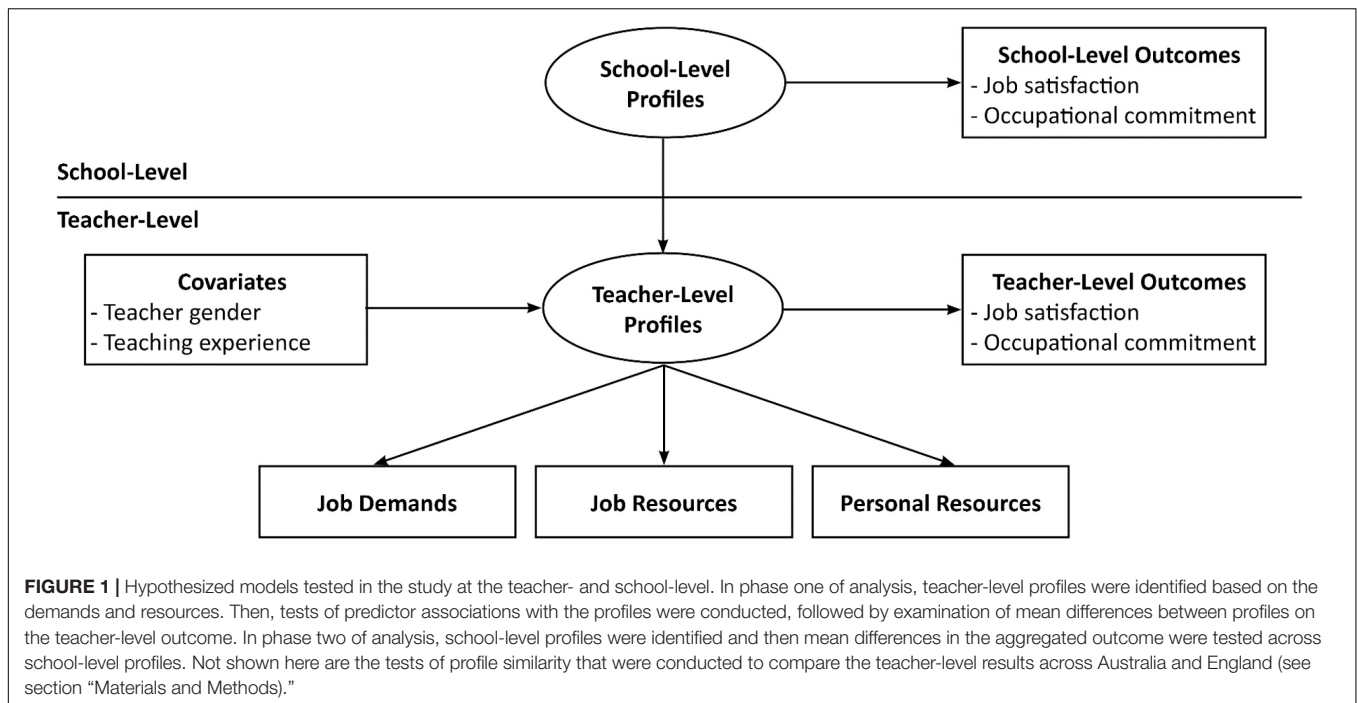 School-Level
Profiles
School-Level Outcomes
- Job satisfaction
- Occupational commitment
School-Level
Teacher-Level
Covariates
- Teacher gender
- Teaching experience
Teacher-Level
Profiles
Teacher-Level Outcomes
- Job satisfaction
- Occupational commitment
Job Demands
Job Resources
Personal Resources
FIGURE 1 | Hypothesized models tested in the study at the teacher- and school-level. In phase one of analysis, teacher-level profiles were identified based on the
demands and resources. Then, tests of predictor associations with the profiles were conducted, followed by examination of mean differences between profiles on
the teacher-level outcome. In phase two of analysis, school-level profiles were identified and then mean differences in the aggregated outcome were tested across
school-level profiles. Not shown here are the tests of profile similarity that were conducted to compare the teacher-level results across Australia and England (see
section “Materials and Methods).”